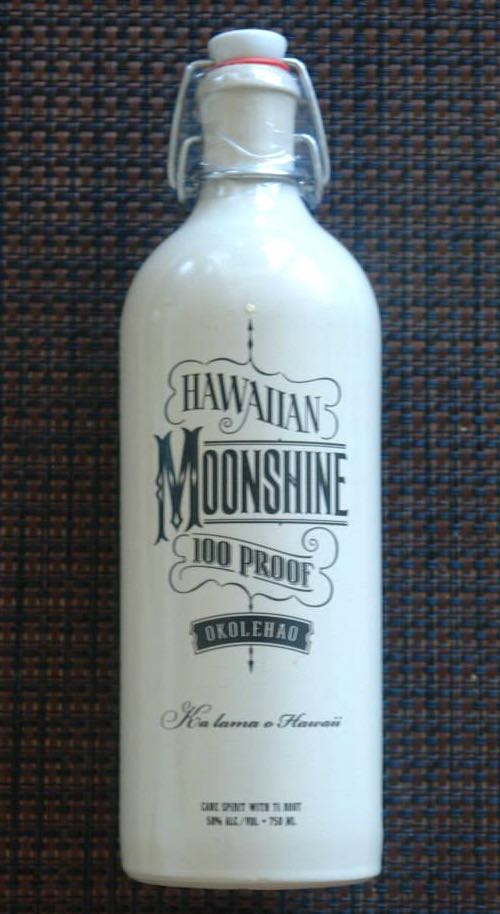 HAWAIIAN
MOONSHINE
100 PROOF
OKOLEHAO
Ka lama o Hawaii
CANE SPIRIT WITH TI ROOT
50% ALC./VOL • 750 ML